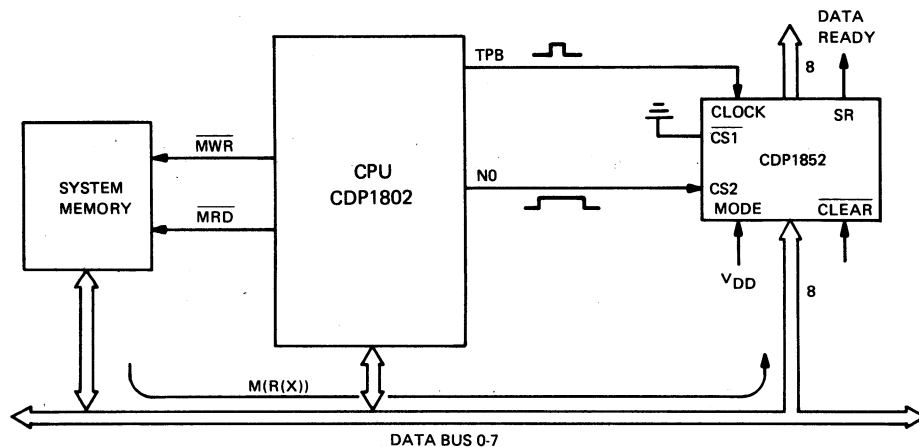 DATA
READY
TPB
8
CLOCK
SR
CS1
MWR
CPU
CDP1802
CDP1852
SYSTEM
MEMORY
N0
CS2
MRD
MODE
CLEAR
VDD
8
M(R(X))
DATA BUS 0-7